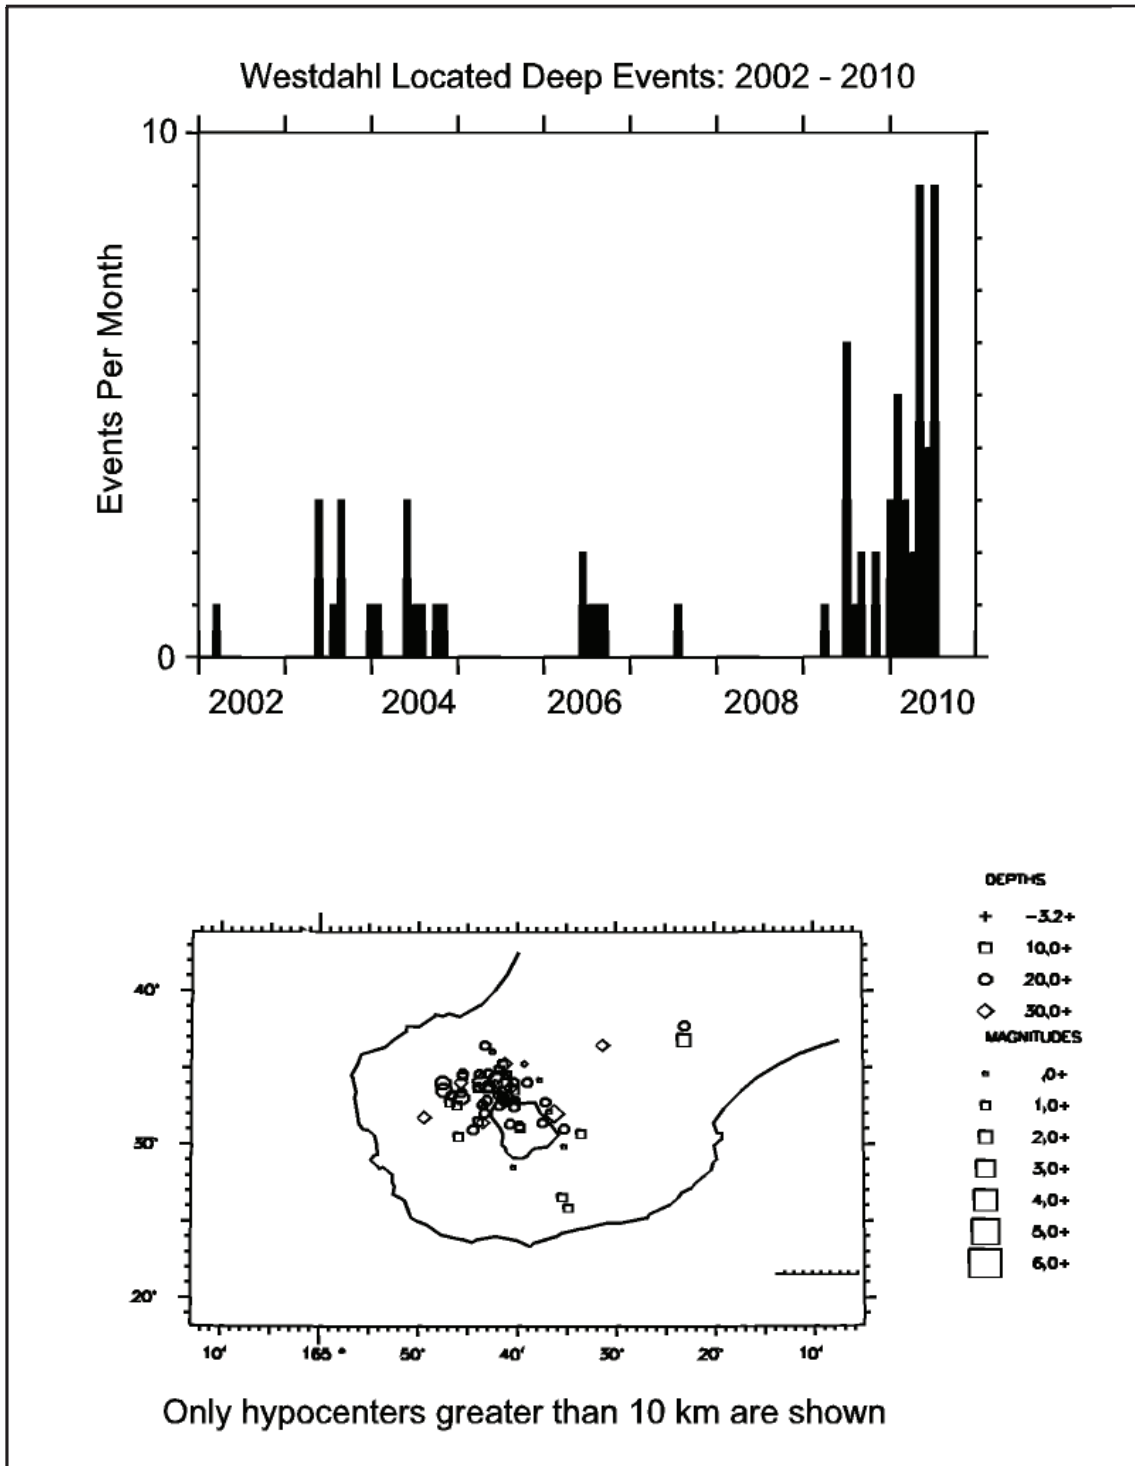 Westdahl Located Deep Events: 2002 - 2010
10
Events Per Month
0
2002 2004 2006 2008 2010
DEPTHS
-3.2+
10.0+
20.0+
30.0+
MAGNITUDES
.0+
1.0+
2.0+
3.0+
4.0+
5.0+
6.0+
40'
30'
20'
10' 165 ° 50' 40' 30' 20' 10'
Only hypocenters greater than 10 km are shown